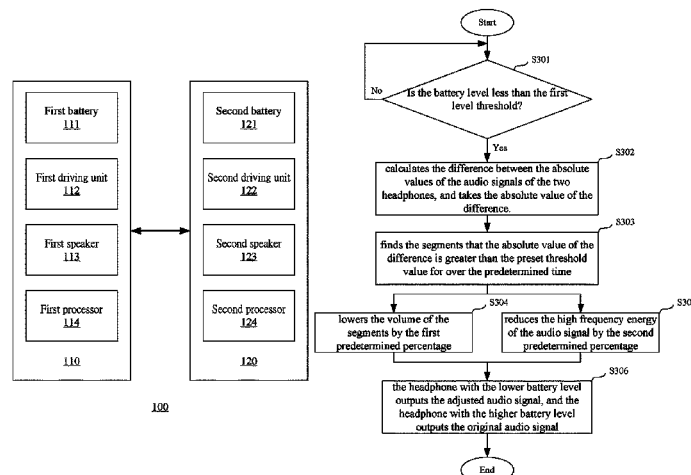 First battery
111
First driving unit
112
First speaker
113
First processor
114
110
Second battery
121
Second driving unit
122
Second speaker
123
Second processor
124
120
100
Start
S301
Is the battery level less than the first
level threshold?
No
Yes
S302
calculates the difference between the absolute
values of the audio signals of the two
headphones, and takes the absolute value of the
difference.
S303
finds the segments that the absolute value of the
difference is greater than the preset threshold
value for over the predetermined time
S304
lowers the volume of the
segments by the first
predetermined percentage
S30
reduces the high frequency energy
of the audio signal by the second
predetermined percentage
S306
the headphone with the lower battery level
outputs the adjusted audio signal, and the
headphone with the higher battery level
outputs the original audio signal
End